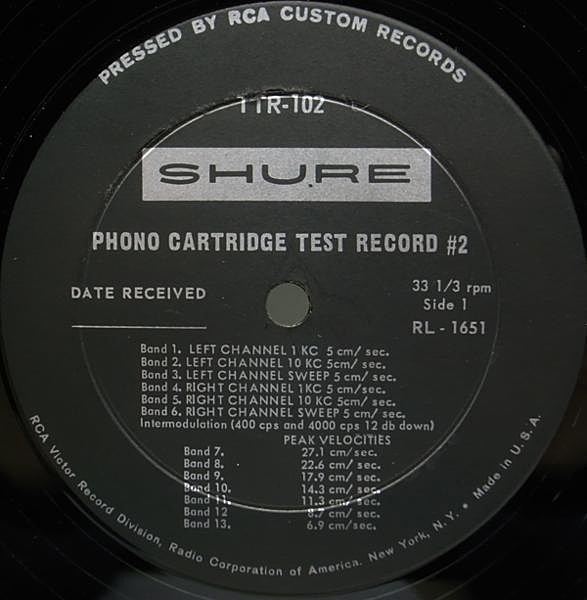 PRESSED BY RCA CUSTOM RECORDS
TTR-102
SHURE
PHONO CARTRIDGE TEST RECORD #2
DATE RECEIVED
33 1/3 rpm
Side 1
RL - 1651
Band 1. LEFT CHANNEL 1 KC 5 cm/ sec.
Band 2. LEFT CHANNEL 10 KC 5cm/ sec.
Band 3. LEFT CHANNEL SWEEP 5 cm/ sec.
Band 4. RIGHT CHANNEL 1KC 5 cm/ sec.
Band 5. RIGHT CHANNEL 10 KC 5cm/ sec.
Band 6. RIGHT CHANNEL SWEEP 5 cm/ sec.
Intermodulation (400 cps and 4000 cps 12 db down)
PEAK VELOCITIES
Band 7. 27.1 cm/ sec.
Band 8. 22.6 cm/ sec.
Band 9. 17.9 cm/ sec.
Band 10. 14.3 cm/ sec.
Band 11. 11.3 cm/ sec.
Band 12 8.7 cm/ sec.
Band 13. 6.9 cm/ sec.
RCA Victor Record Division, Radio Corporation of America. New York, N.Y. • Made in U.S.A.